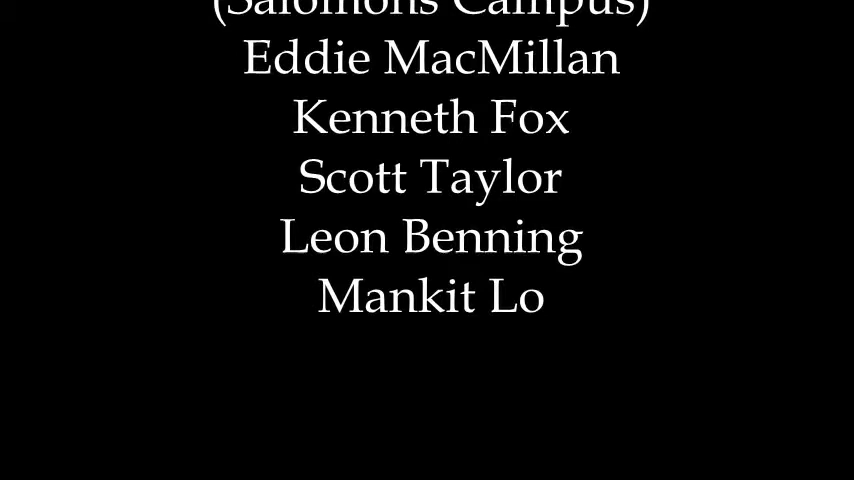 (Salomons Campus)
Eddie MacMillan
Kenneth Fox
Scott Taylor
Leon Benning
Mankit Lo